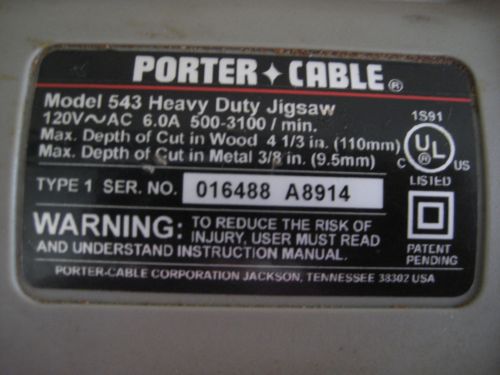 PORTER✦CABLE®
Model 543 Heavy Duty Jigsaw
120V∿AC 6.0A 500-3100 / min.
Max. Depth of Cut in Wood 4 1/3 in. (110mm)
Max. Depth of Cut in Metal 3/8 in. (9.5mm)
1S91
C UL US
LISTED
TYPE 1 SER. NO. 016488 A8914
WARNING: TO REDUCE THE RISK OF
INJURY, USER MUST READ
AND UNDERSTAND INSTRUCTION MANUAL.
PATENT
PENDING
PORTER-CABLE CORPORATION JACKSON, TENNESSEE 38302 USA